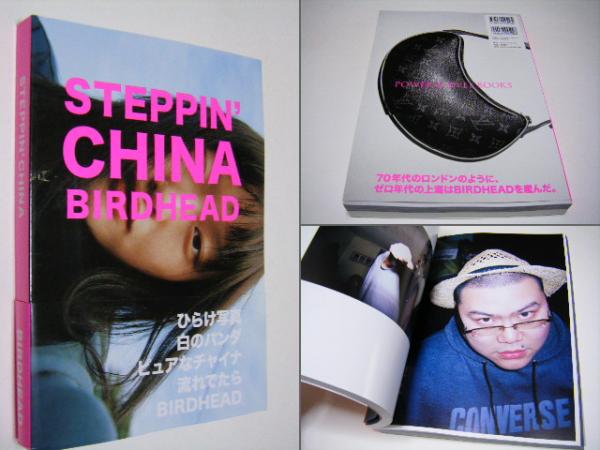 STEPPIN'
CHINA
BIRDHEAD
ひらけ写真
白のパンダ
ピュアなチャイナ
流れでたら
BIRDHEAD
STEPPIN' CHINA
BIRDHEAD
70年代のロンドンのように、
ゼロ年代の上海はBIRDHEADを産んだ。
CONVERSE